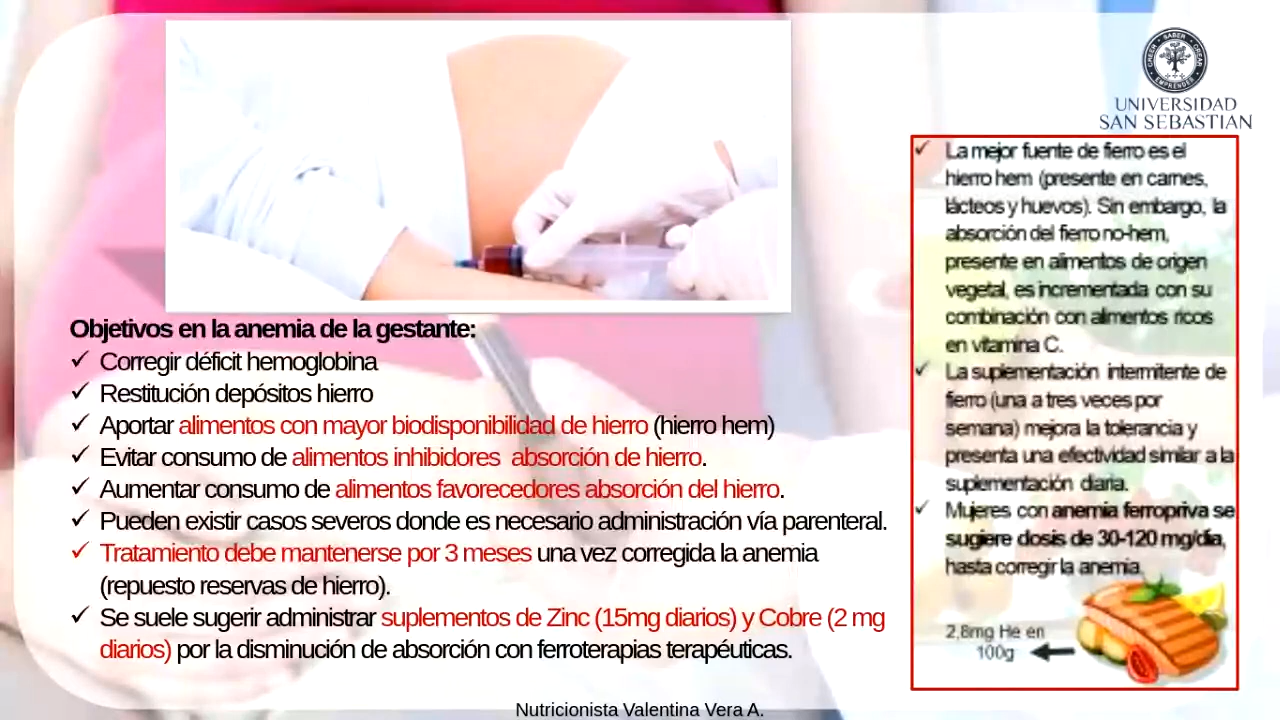 CREER SABER CREAR
EMPRENDER
UNIVERSIDAD
SAN SEBASTIAN
Objetivos en la anemia de la gestante:
✓ Corregir déficit hemoglobina
✓ Restitución depósitos hierro
✓ Aportar alimentos con mayor biodisponibilidad de hierro (hierro hem)
✓ Evitar consumo de alimentos inhibidores absorción de hierro.
✓ Aumentar consumo de alimentos favorecedores absorción del hierro.
✓ Pueden existir casos severos donde es necesario administración vía parenteral.
✓ Tratamiento debe mantenerse por 3 meses una vez corregida la anemia
(repuesto reservas de hierro).
✓ Se suele sugerir administrar suplementos de Zinc (15mg diarios) y Cobre (2 mg
diarios) por la disminución de absorción con ferroterapias terapéuticas.
✓ La mejor fuente de fierro es el
hierro hem (presente en carnes,
lácteos y huevos). Sin embargo, la
absorción del fierro no-hem,
presente en alimentos de origen
vegetal, es incrementada con su
combinación con alimentos ricos
en vitamina C.
✓ La suplementación intermitente de
fierro (una a tres veces por
semana) mejora la tolerancia y
presenta una efectividad similar a la
suplementación diaria.
✓ Mujeres con anemia ferropriva se
sugiere dosis de 30-120 mg/día,
hasta corregir la anemia.
2,8mg He en
100g
Nutricionista Valentina Vera A.